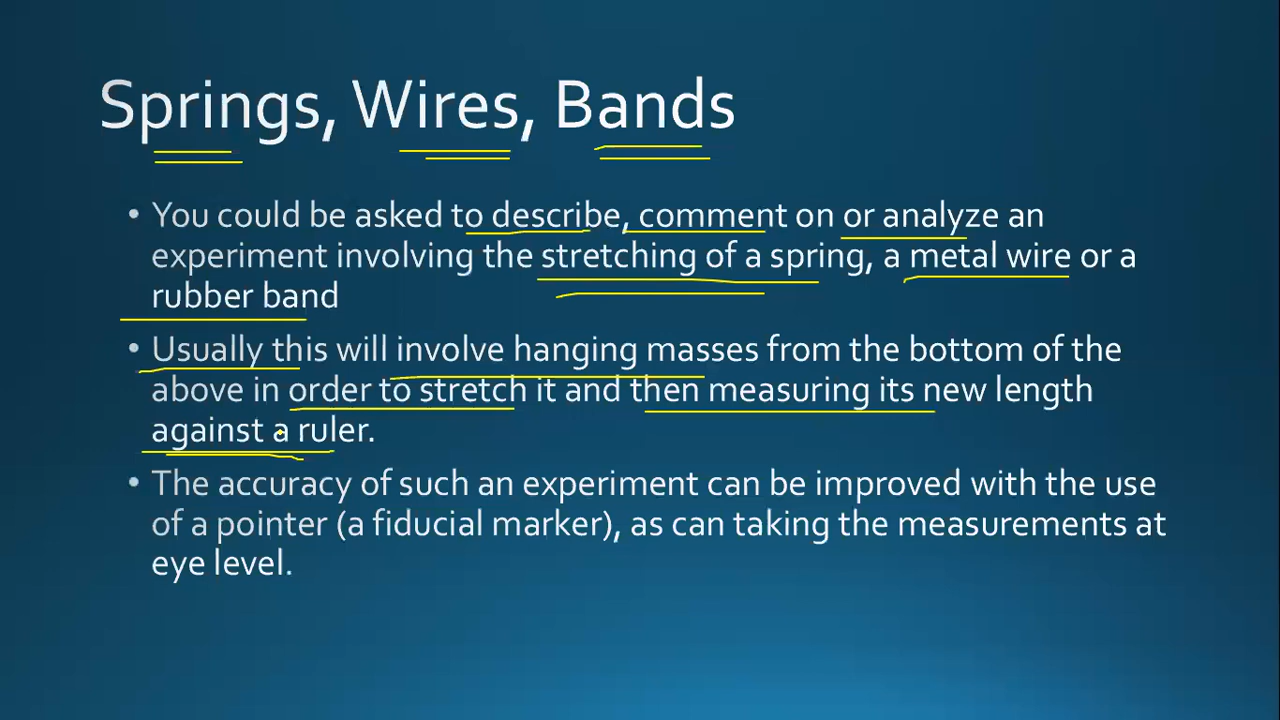 Springs, Wires, Bands
• You could be asked to describe, comment on or analyze an
experiment involving the stretching of a spring, a metal wire or a
rubber band
• Usually this will involve hanging masses from the bottom of the
above in order to stretch it and then measuring its new length
against a ruler.
• The accuracy of such an experiment can be improved with the use
of a pointer (a fiducial marker), as can taking the measurements at
eye level.